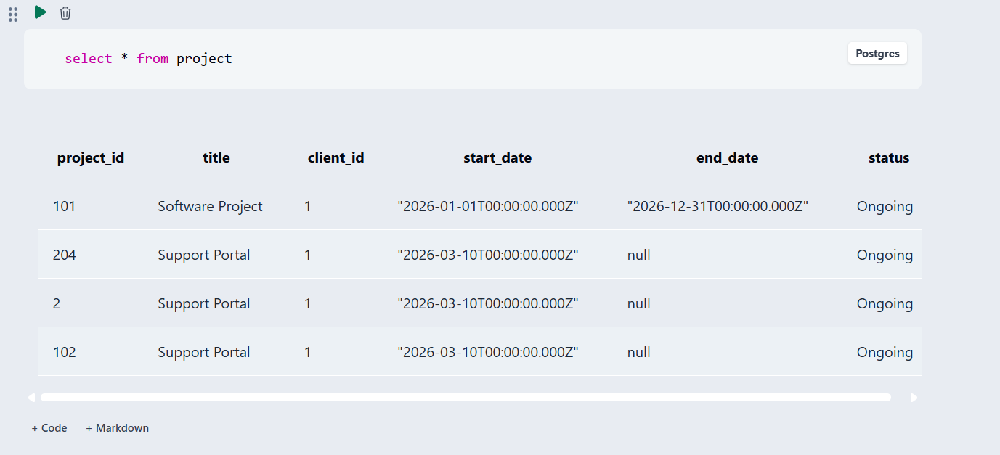 select * from project
Postgres
project_id title client_id start_date end_date status
101 Software Project 1 "2026-01-01T00:00:00.000Z" "2026-12-31T00:00:00.000Z" Ongoing
204 Support Portal 1 "2026-03-10T00:00:00.000Z" null Ongoing
2 Support Portal 1 "2026-03-10T00:00:00.000Z" null Ongoing
102 Support Portal 1 "2026-03-10T00:00:00.000Z" null Ongoing
+ Code + Markdown